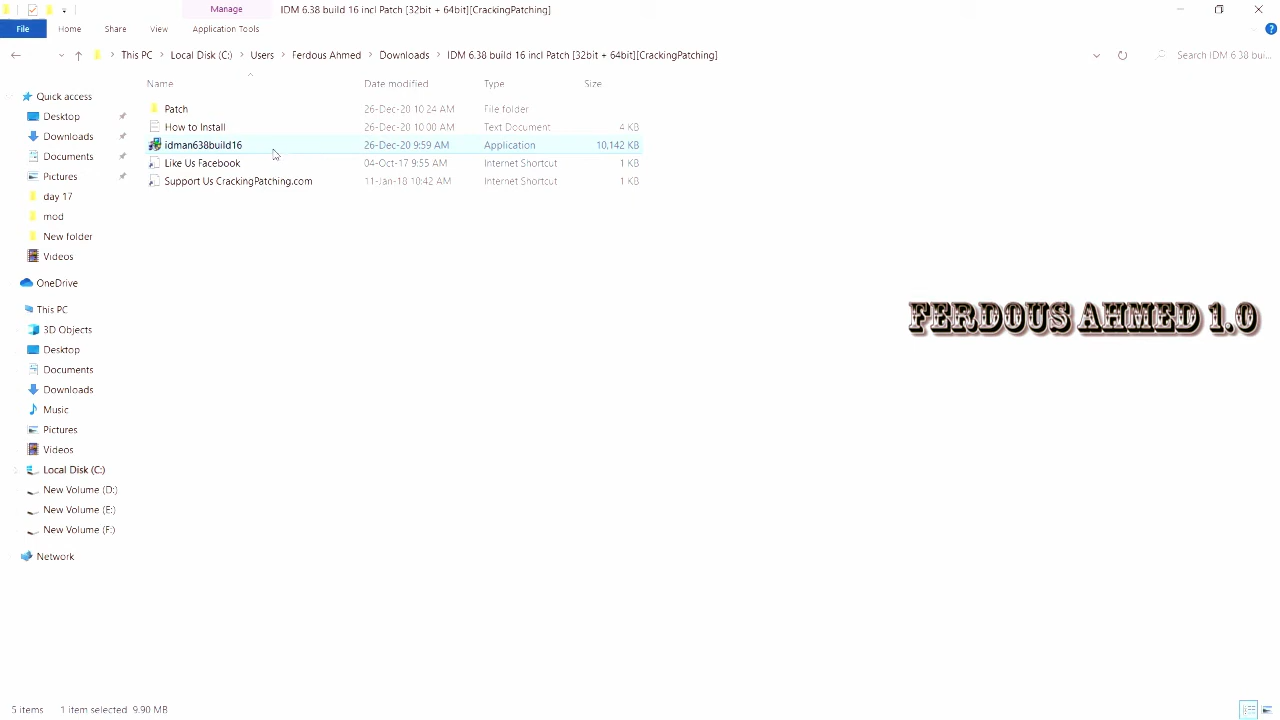 Manage
IDM 6.38 build 16 incl Patch [32bit + 64bit][CrackingPatching]
File
Home
Share
View
Application Tools
This PC
Local Disk (C:)
Users
Ferdous Ahmed
Downloads
IDM 6.38 build 16 incl Patch [32bit + 64bit][CrackingPatching]
Search IDM 6.38 bui...
Name
Date modified
Type
Size
Patch 26-Dec-20 10:24 AM File folder
How to Install 26-Dec-20 10:00 AM Text Document 4 KB
idman638build16 26-Dec-20 9:59 AM Application 10,142 KB
Like Us Facebook 04-Oct-17 9:55 AM Internet Shortcut 1 KB
Support Us CrackingPatching.com 11-Jan-18 10:42 AM Internet Shortcut 1 KB
Quick access
Desktop
Downloads
Documents
Pictures
day 17
mod
New folder
Videos
OneDrive
This PC
3D Objects
Desktop
Documents
Downloads
Music
Pictures
Videos
Local Disk (C:)
New Volume (D:)
New Volume (E:)
New Volume (F:)
Network
FERDOUS AHMED 1.0
5 items
1 item selected 9.90 MB